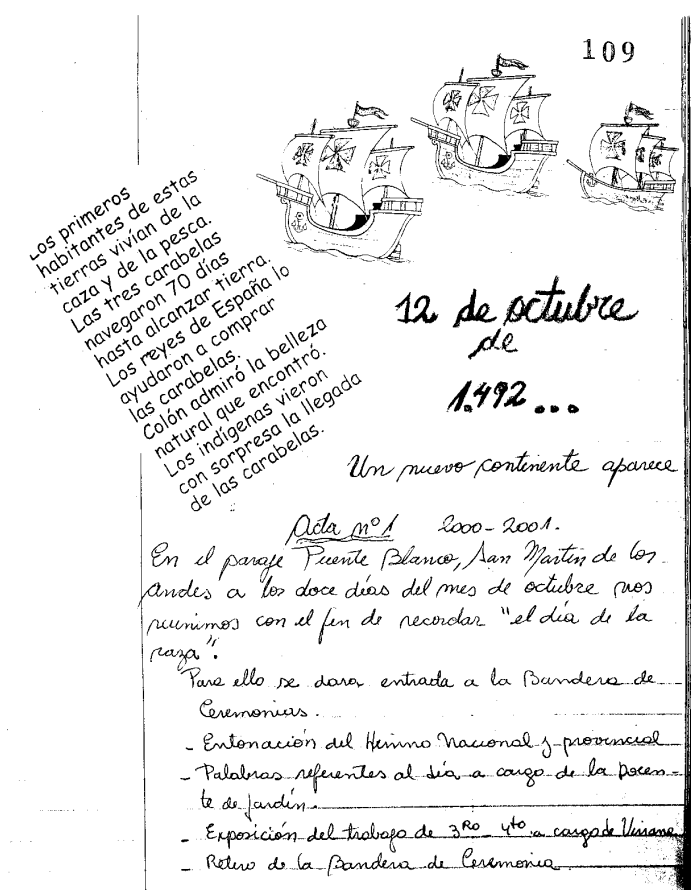 109
Los primeros
habitantes de estas
tierras vivían de la
caza y de la pesca.
Las tres carabelas
navegaron 70 días
hasta alcanzar tierra.
Los reyes de España lo
ayudaron a comprar
las carabelas.
Colón admiró la belleza
natural que encontró.
Los indígenas vieron
con sorpresa la llegada
de las carabelas.
12 de octubre
de
1.492...
Un nuevo continente aparece
Acta nº 1 2000-2001.
En el paraje Puente Blanco, San Martín de los
Andes a los doce días del mes de octubre nos
reunimos con el fin de recordar "el día de la
raza".
Para ello se dara entrada a la Bandera de
Ceremonias.
- Entonación del Himno Nacional y provincial
- Palabras referentes al día a cargo de la Docen-
te de Jardín.
- Exposición del trabajo de 3ro - 4to a cargo de Viviana
- Retiro de la Bandera de Ceremonia